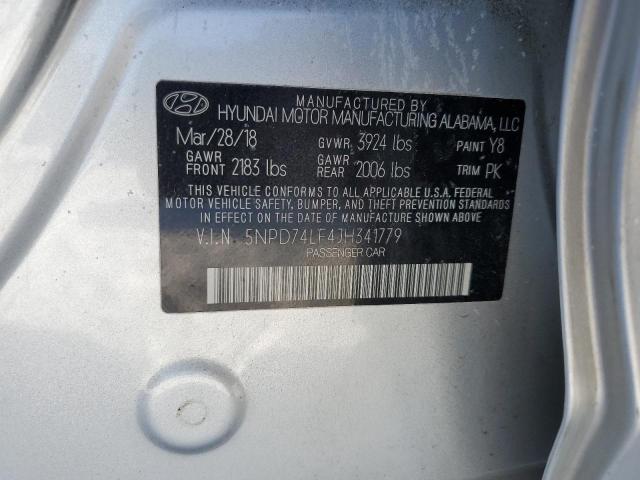 MANUFACTURED BY
HYUNDAI MOTOR MANUFACTURING ALABAMA, LLC
Mar/28/18 GVWR 3924 lbs PAINT Y8
GAWR FRONT 2183 lbs GAWR REAR 2006 lbs TRIM PK
THIS VEHICLE CONFORMS TO ALL APPLICABLE U.S.A. FEDERAL
MOTOR VEHICLE SAFETY, BUMPER, AND THEFT PREVENTION STANDARDS
IN EFFECT ON THE DATE OF MANUFACTURE SHOWN ABOVE.
V.I.N. 5NPD74LF4JH341779
PASSENGER CAR